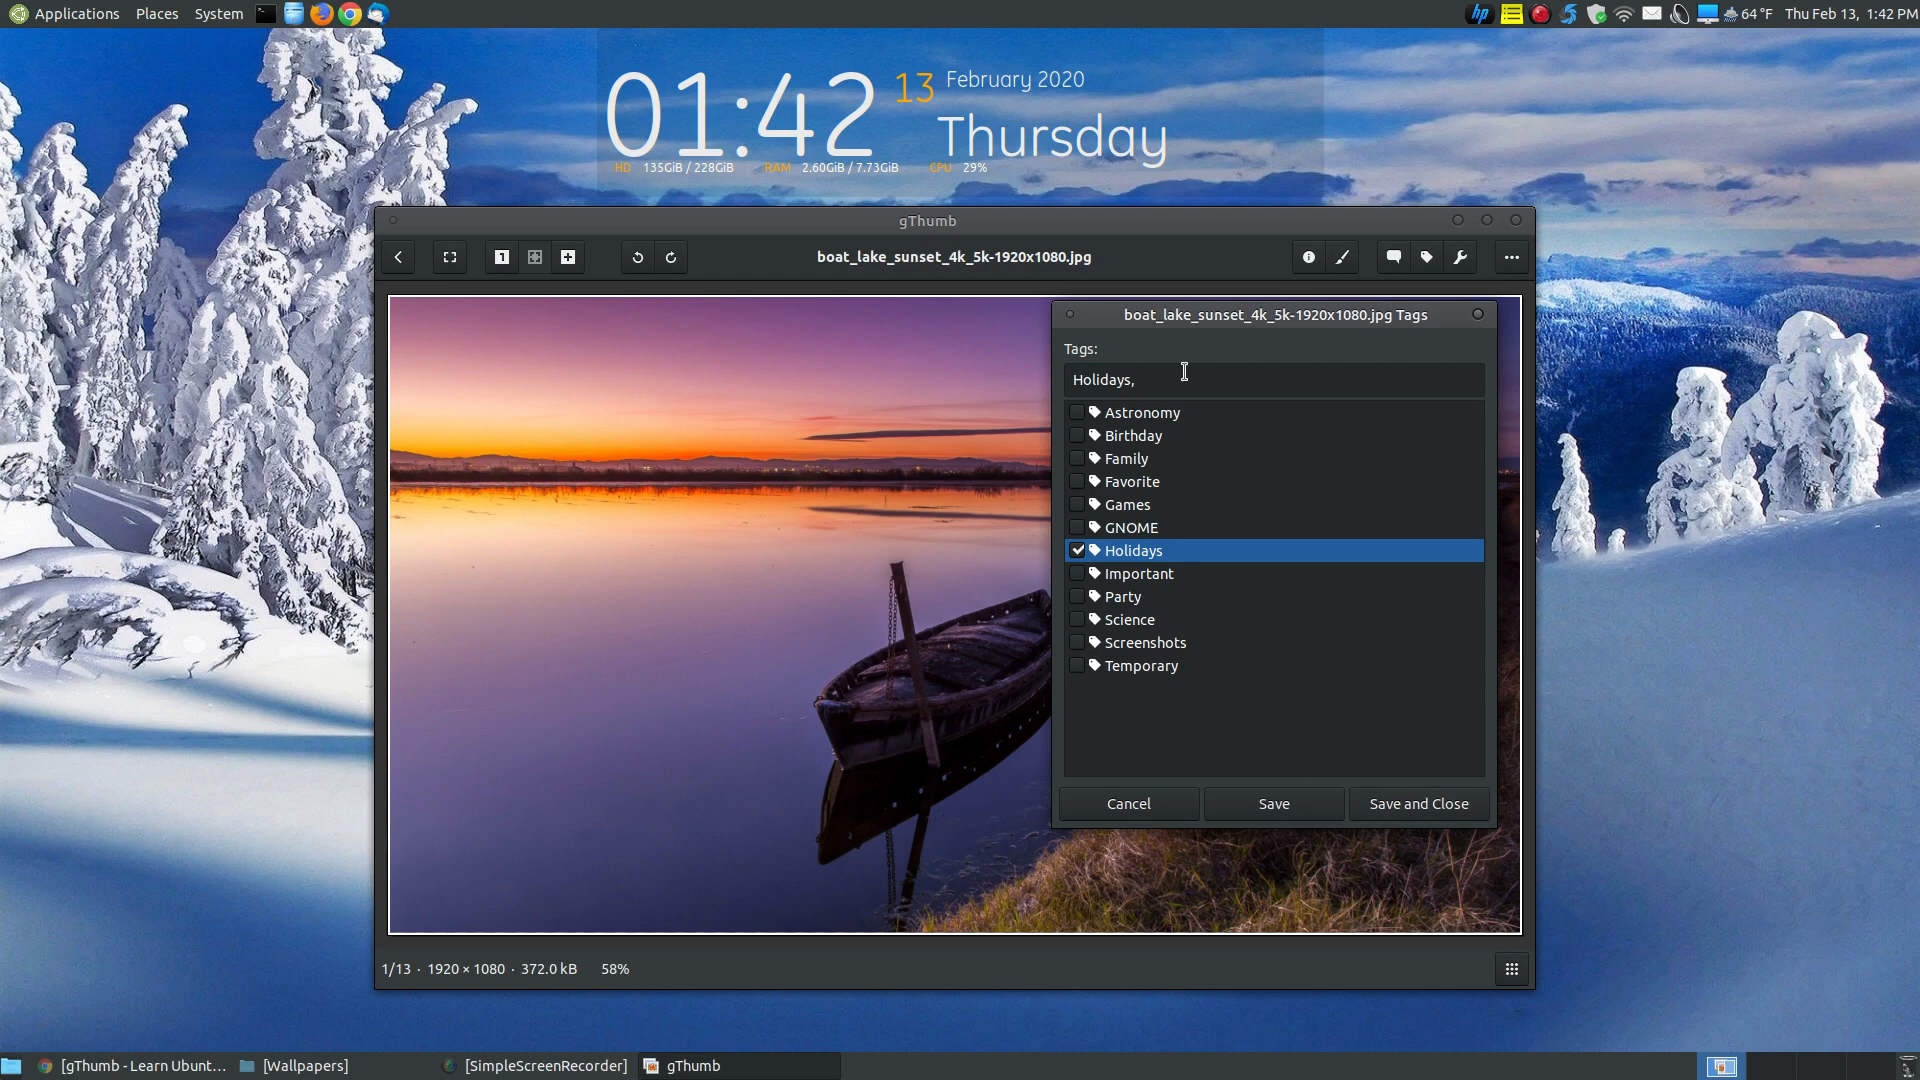 Applications Places System
hp 64 °F Thu Feb 13, 1:42 PM
01:42 13 February 2020
Thursday
HD 135GiB / 228GiB RAM 2.60GiB / 7.73GiB CPU 29%
gThumb
1 boat_lake_sunset_4k_5k-1920x1080.jpg
boat_lake_sunset_4k_5k-1920x1080.jpg Tags
Tags:
Holidays,
Astronomy
Birthday
Family
Favorite
Games
GNOME
Holidays
Important
Party
Science
Screenshots
Temporary
Cancel Save Save and Close
1/13 · 1920 × 1080 · 372.0 kB 58%
[gThumb - Learn Ubunt... [Wallpapers] [SimpleScreenRecorder] gThumb